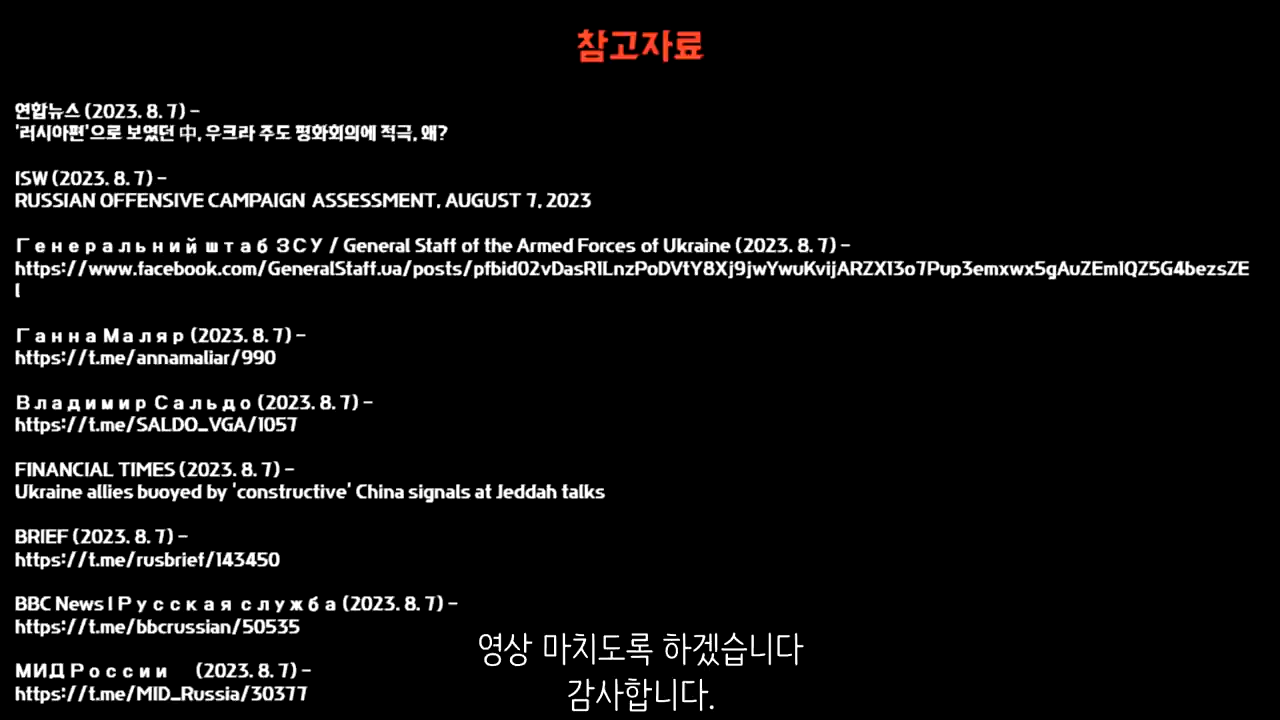 참고자료
연합뉴스 (2023. 8. 7) -
'러시아편'으로 보였던 中, 우크라 주도 평화회의에 적극, 왜?
ISW (2023. 8. 7) -
RUSSIAN OFFENSIVE CAMPAIGN ASSESSMENT, AUGUST 7, 2023
Генеральний штаб ЗСУ / General Staff of the Armed Forces of Ukraine (2023. 8. 7) -
https://www.facebook.com/GeneralStaff.ua/posts/pfbid02vDasR1LnzPoDVtY8Xj9jwYwuKvijARZX13o7Pup3emxwx5gAuZEm1QZ5G4bezsZE
l
Ганна Маляр (2023. 8. 7) -
https://t.me/annamaliar/990
Владимир Сальдо (2023. 8. 7) -
https://t.me/SALDO_VGA/1057
FINANCIAL TIMES (2023. 8. 7) -
Ukraine allies buoyed by 'constructive' China signals at Jeddah talks
BRIEF (2023. 8. 7) -
https://t.me/rusbrief/143450
BBC News | Русская служба (2023. 8. 7) -
https://t.me/bbcrussian/50535
МИД России (2023. 8. 7) -
https://t.me/MID_Russia/30377
영상 마치도록 하겠습니다
감사합니다.